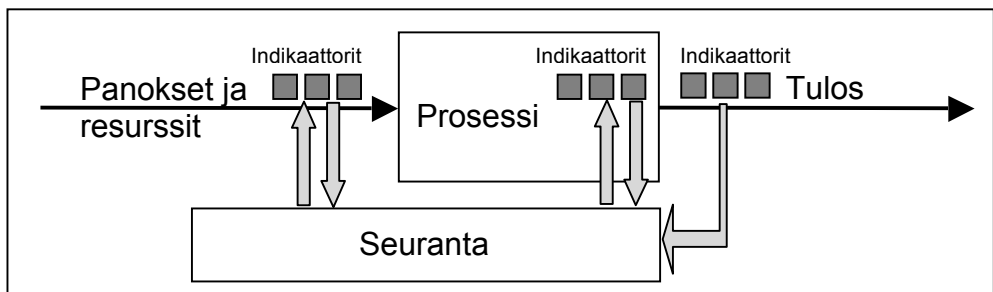 Indikaattorit
Indikaattorit
Indikaattorit
Panokset ja
resurssit
Prosessi
Tulos
Seuranta